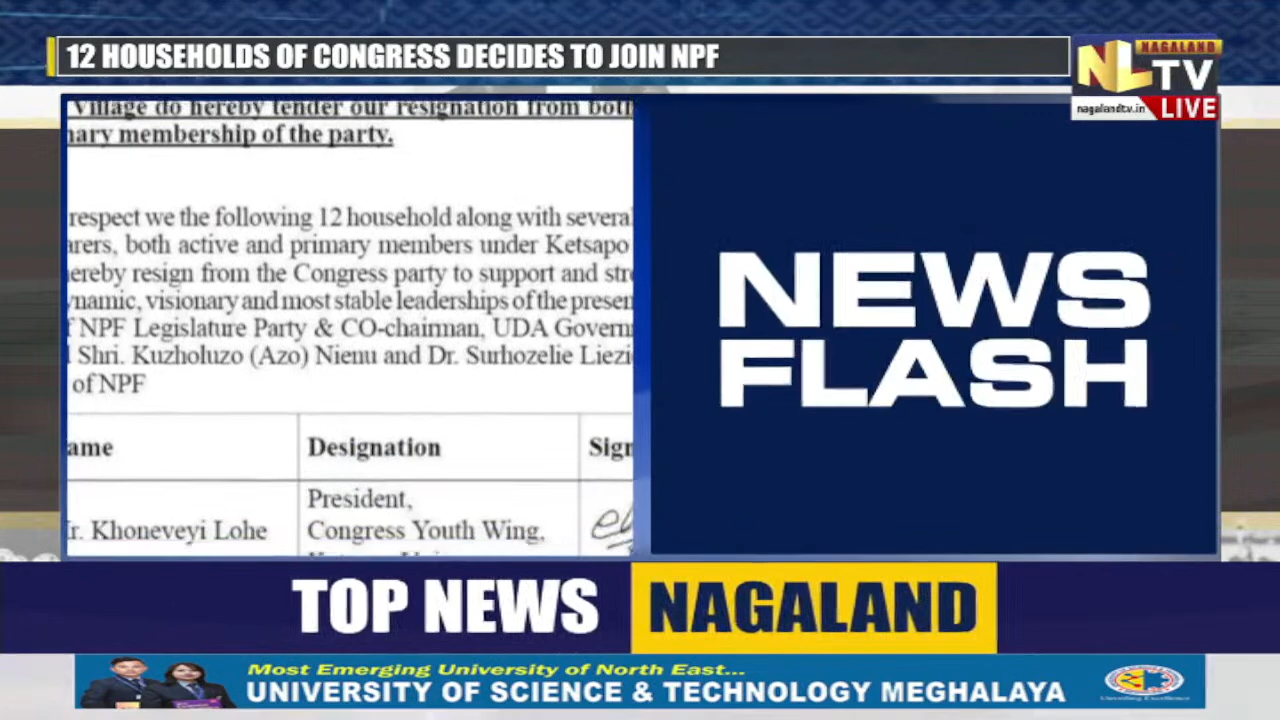 12 HOUSEHOLDS OF CONGRESS DECIDES TO JOIN NPF
NAGALAND
NLTV
nagalandtv.in LIVE
Village do hereby tender our resignation from both
nary membership of the party.
respect we the following 12 household along with several
arers, both active and primary members under Ketsapo
ereby resign from the Congress party to support and stre
ynamic, visionary and most stable leaderships of the presen
f NPF Legislature Party & CO-chairman, UDA Governm
l Shri. Kuzholuzo (Azo) Nienu and Dr. Surhozelie Liezi
of NPF
ame Designation Sign
President,
r. Khoneveyi Lohe Congress Youth Wing,
NEWS
FLASH
TOP NEWS NAGALAND
Most Emerging University of North East...
UNIVERSITY OF SCIENCE & TECHNOLOGY MEGHALAYA